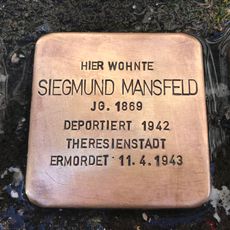 HIER WOHNTE
SIEGMUND MANSFELD
JG. 1869
DEPORTIERT 1942
THERESIENSTADT
ERMORDET 11.4.1943